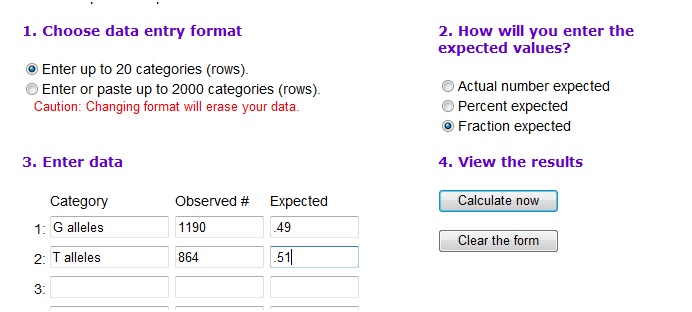 1. Choose data entry format
Enter up to 20 categories (rows).
Enter or paste up to 2000 categories (rows).
Caution: Changing format will erase your data.
2. How will you enter the
expected values?
Actual number expected
Percent expected
Fraction expected
3. Enter data
Category Observed # Expected
1: G alleles 1190 .49
2: T alleles 864 .51
3:
4. View the results
Calculate now
Clear the form